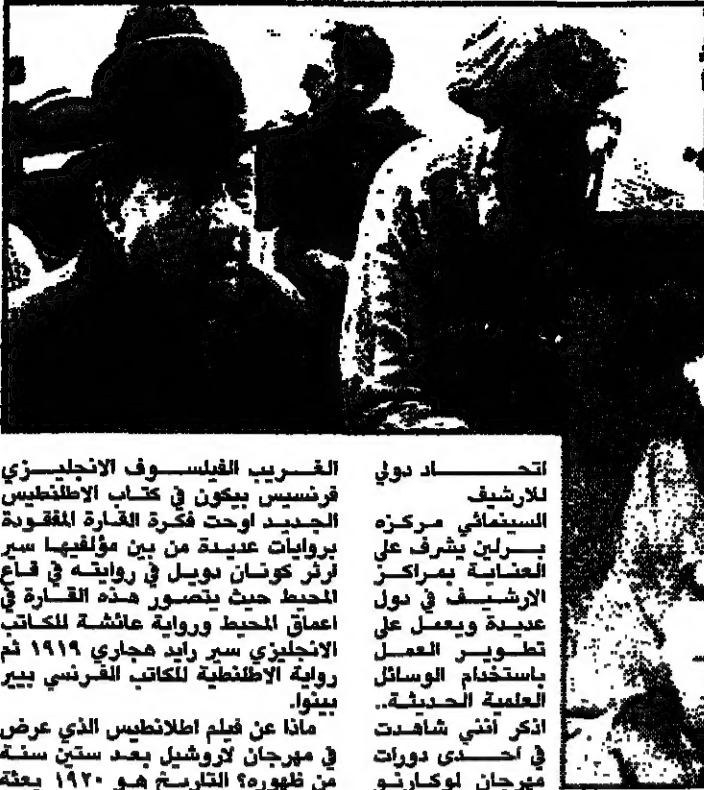 اتحاد دولي
للارشيف
السينمائي مركزه
برلين يشرف على
العناية بمراكز
الارشيف في دول
عديدة ويعمل على
تطوير العمل
باستخدام الوسائل
العلمية الحديثة..
اذكر أنني شاهدت
في احدى دورات
مهرجان لوكارنو
الغريب الفيلسوف الانجليزي
فرنسيس بيكون في كتاب الاطلنطيس
الجديد اوحت فكرة القارة المفقودة
بروايات عديدة من بين مؤلفيها سير
ارثر كونان دويل في روايته في قاع
المحيط حيث يتصور هذه القارة في
اعماق المحيط ورواية عائشة للكاتب
الانجليزي سير رايد هجاري ١٩١٩ ثم
رواية الاطلنطية للكاتب الفرنسي بيير
بينوا.
ماذا عن فيلم اطلانطيس الذي عرض
في مهرجان لاروشيل بعد ستين سنة
من ظهوره؟ التاريخ هو ١٩٢٠ بعثة